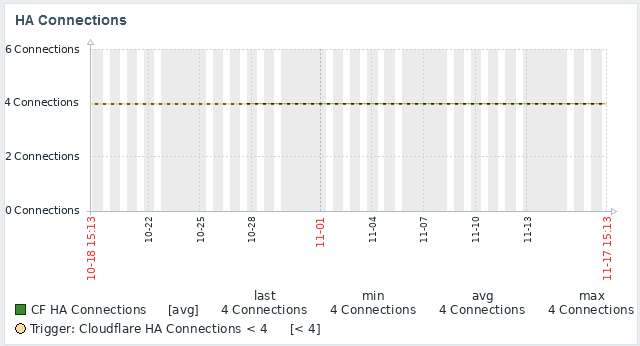 HA Connections
6 Connections
4 Connections
2 Connections
0 Connections
10-18 15:13
10-22
10-25
10-28
11-01
11-04
11-07
11-10
11-13
11-17 15:13
last min avg max
CF HA Connections [avg] 4 Connections 4 Connections 4 Connections 4 Connections
Trigger: Cloudflare HA Connections < 4 [< 4]